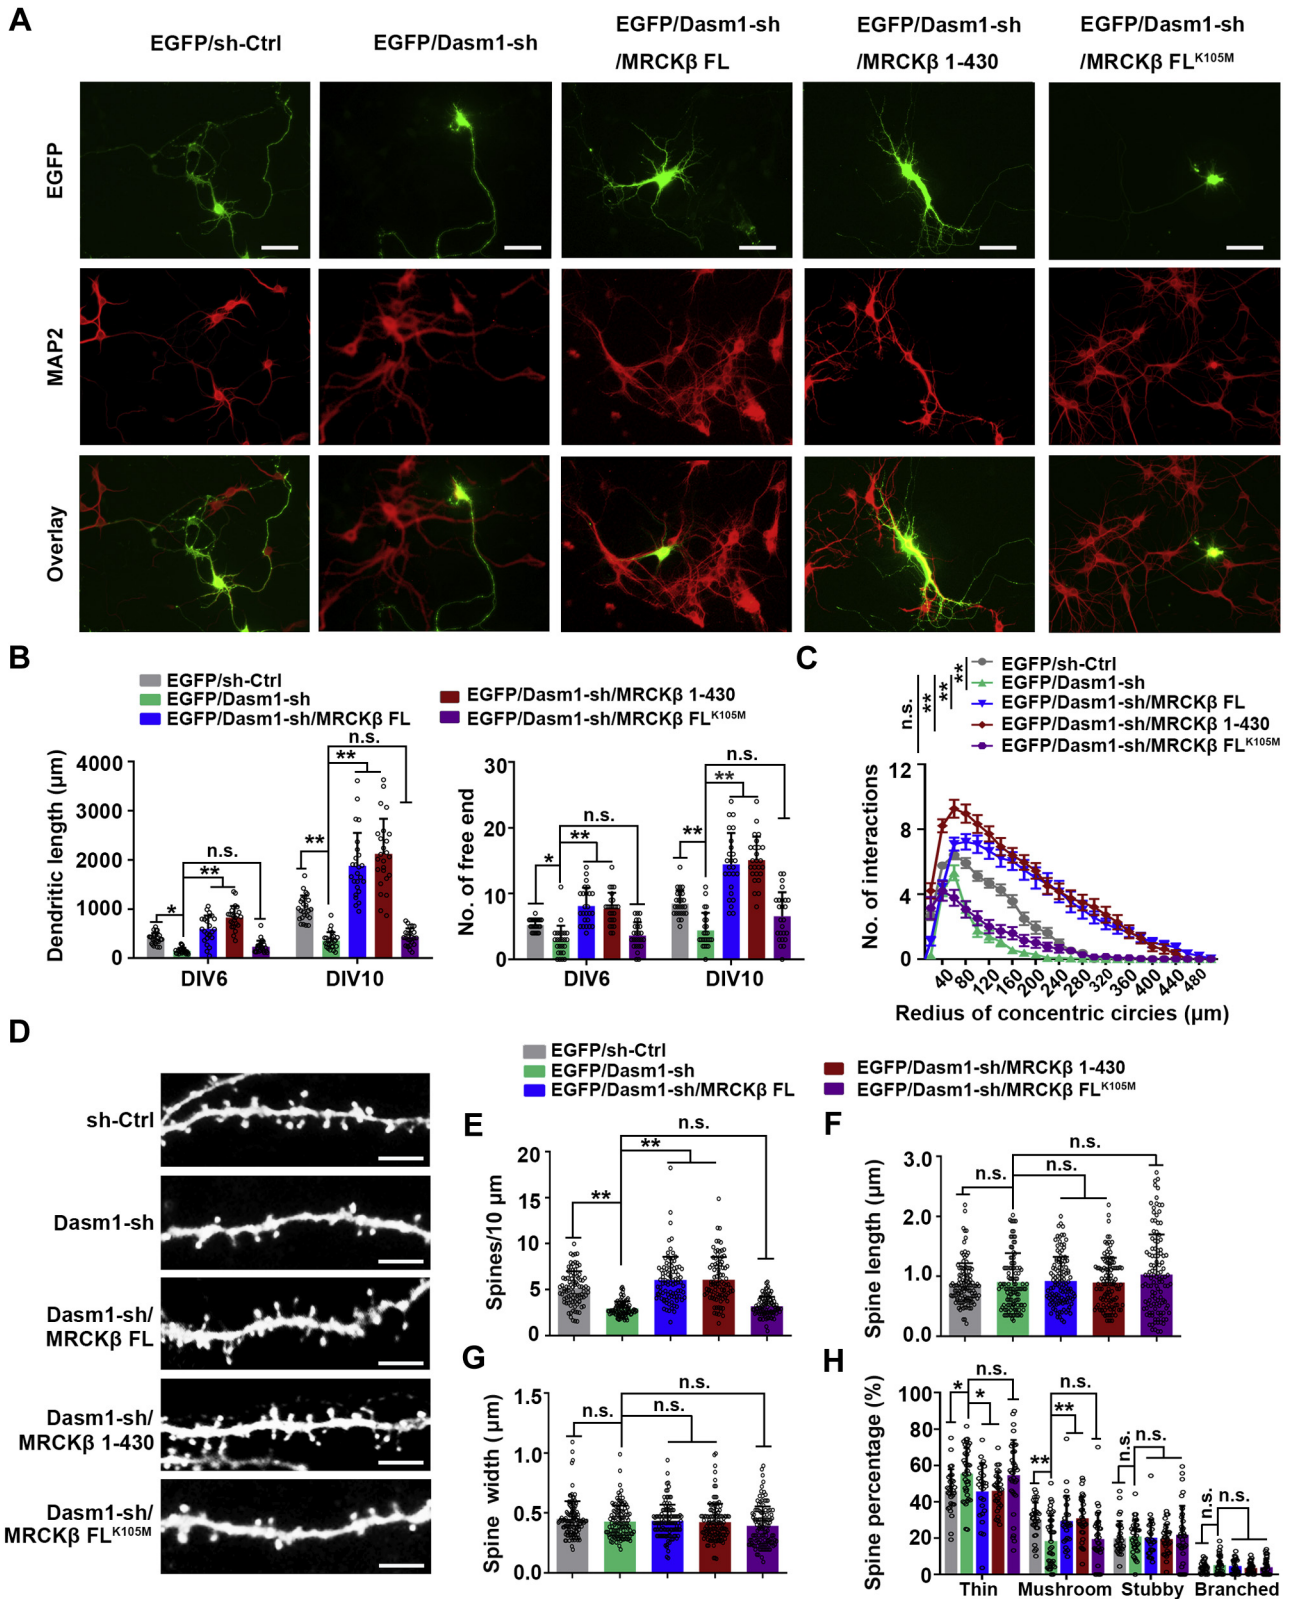 A
EGFP/sh-Ctrl
EGFP/Dasm1-sh
EGFP/Dasm1-sh
/MRCKβ FL
EGFP/Dasm1-sh
/MRCKβ 1-430
EGFP/Dasm1-sh
/MRCKβ FLK105M
EGFP
MAP2
Overlay
B
EGFP/sh-Ctrl
EGFP/Dasm1-sh
EGFP/Dasm1-sh/MRCKβ FL
EGFP/Dasm1-sh/MRCKβ 1-430
EGFP/Dasm1-sh/MRCKβ FLK105M
Dendritic length (μm)
4000
3000
2000
1000
0
*
**
n.s.
**
**
n.s.
DIV6
DIV10
No. of free end
30
20
10
0
*
**
n.s.
**
**
n.s.
DIV6
DIV10
C
n.s.
**
**
**
EGFP/sh-Ctrl
EGFP/Dasm1-sh
EGFP/Dasm1-sh/MRCKβ FL
EGFP/Dasm1-sh/MRCKβ 1-430
EGFP/Dasm1-sh/MRCKβ FLK105M
No. of interactions
12
8
4
0
40
80
120
160
200
240
280
320
360
400
440
480
Redius of concentric circies (μm)
D
sh-Ctrl
Dasm1-sh
Dasm1-sh/
MRCKβ FL
Dasm1-sh/
MRCKβ 1-430
Dasm1-sh/
MRCKβ FLK105M
EGFP/sh-Ctrl
EGFP/Dasm1-sh
EGFP/Dasm1-sh/MRCKβ FL
EGFP/Dasm1-sh/MRCKβ 1-430
EGFP/Dasm1-sh/MRCKβ FLK105M
E
Spines/10 μm
20
15
10
5
0
**
**
n.s.
F
Spine length (μm)
3.0
2.0
1.0
0.0
n.s.
n.s.
n.s.
G
Spine width (μm)
1.5
1.0
0.5
0.0
n.s.
n.s.
n.s.
H
Spine percentage (%)
100
80
60
40
20
0
*
*
n.s.
**
**
n.s.
n.s.
n.s.
n.s.
n.s.
Thin
Mushroom
Stubby
Branched